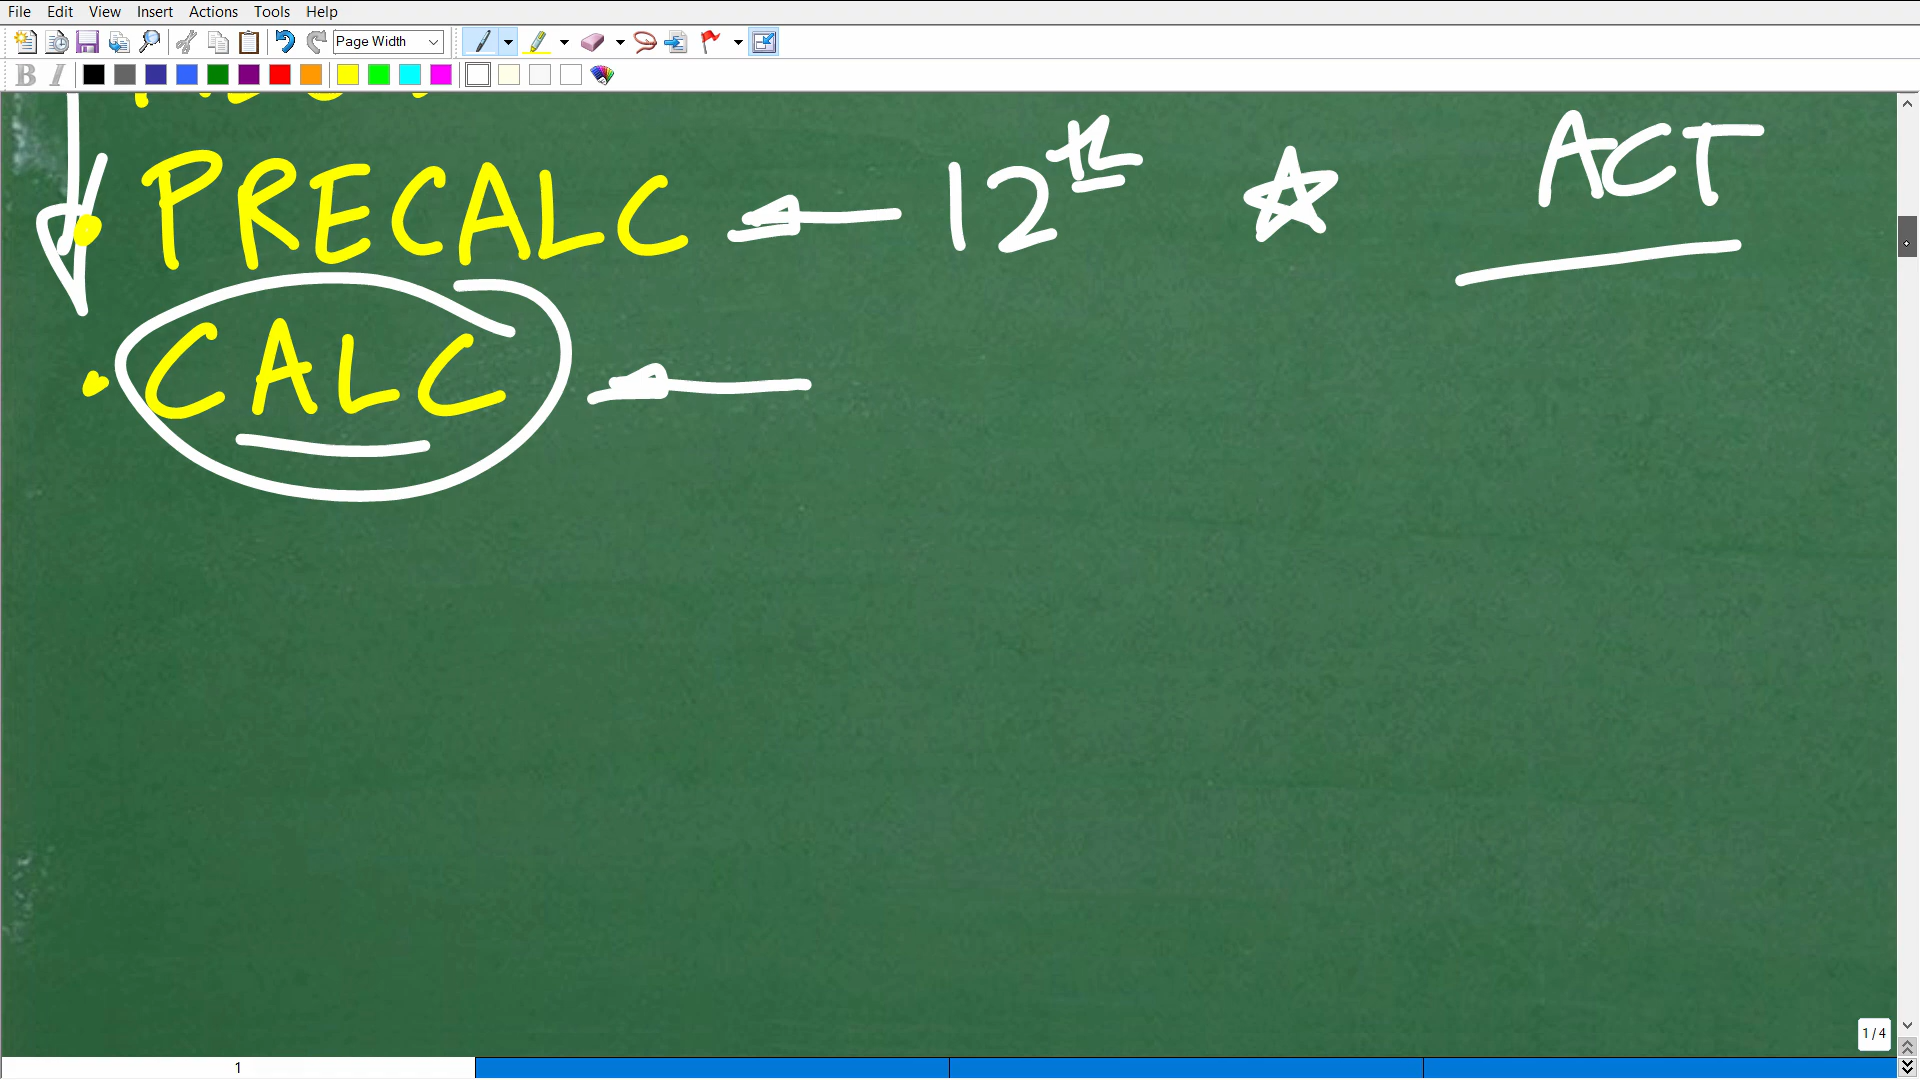 File Edit View Insert Actions Tools Help
Page Width
B I
PRECALC 12th ACT
CALC
1 / 4
1